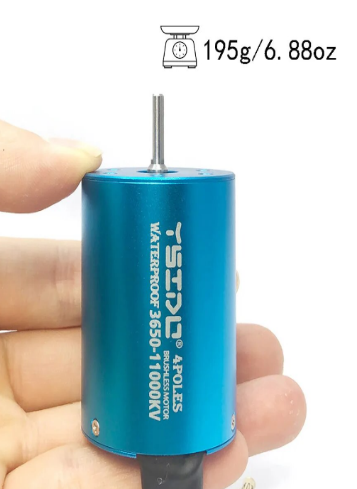 195g/6.88oz
YSIDO® 4POLES
BRUSHLESS MOTOR
WATERPROOF 3650-11000KV